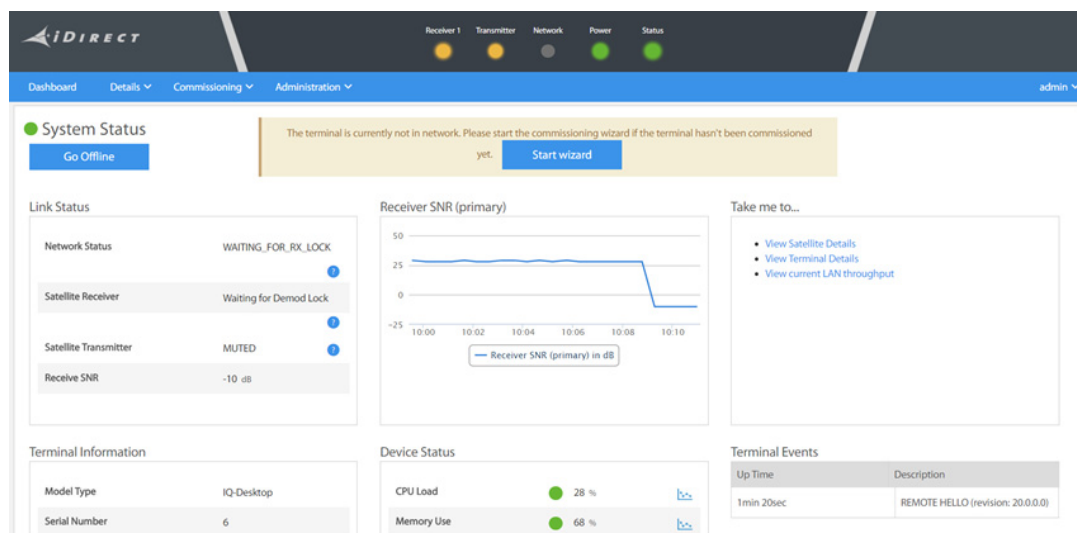 iDIRECT
Receiver 1 Transmitter Network Power Status
Dashboard Details Commissioning Administration admin
System Status
Go Offline
The terminal is currently not in network. Please start the commissioning wizard if the terminal hasn't been commissioned
yet. Start wizard
Link Status
Network Status WAITING_FOR_RX_LOCK
?
Satellite Receiver Waiting for Demod Lock
?
Satellite Transmitter MUTED ?
Receive SNR -10 dB
Receiver SNR (primary)
50
25
0
-25
10:00 10:02 10:04 10:06 10:08 10:10
Receiver SNR (primary) in dB
Take me to...
View Satellite Details
View Terminal Details
View current LAN throughput
Terminal Information
Model Type IQ-Desktop
Serial Number 6
Device Status
CPU Load 28 %
Memory Use 68 %
Terminal Events
Up Time Description
1min 20sec REMOTE HELLO (revision: 20.0.0.0)